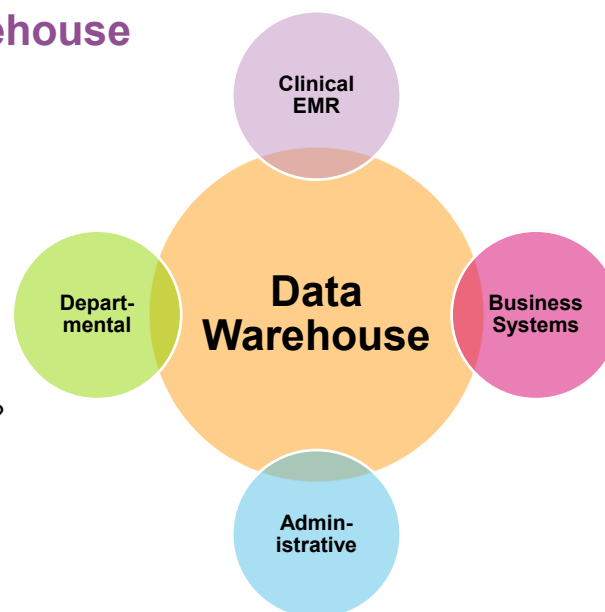 ehouse
Clinical
EMR
Depart-
mental
Data
Warehouse
Business
Systems
?
Admin-
istrative